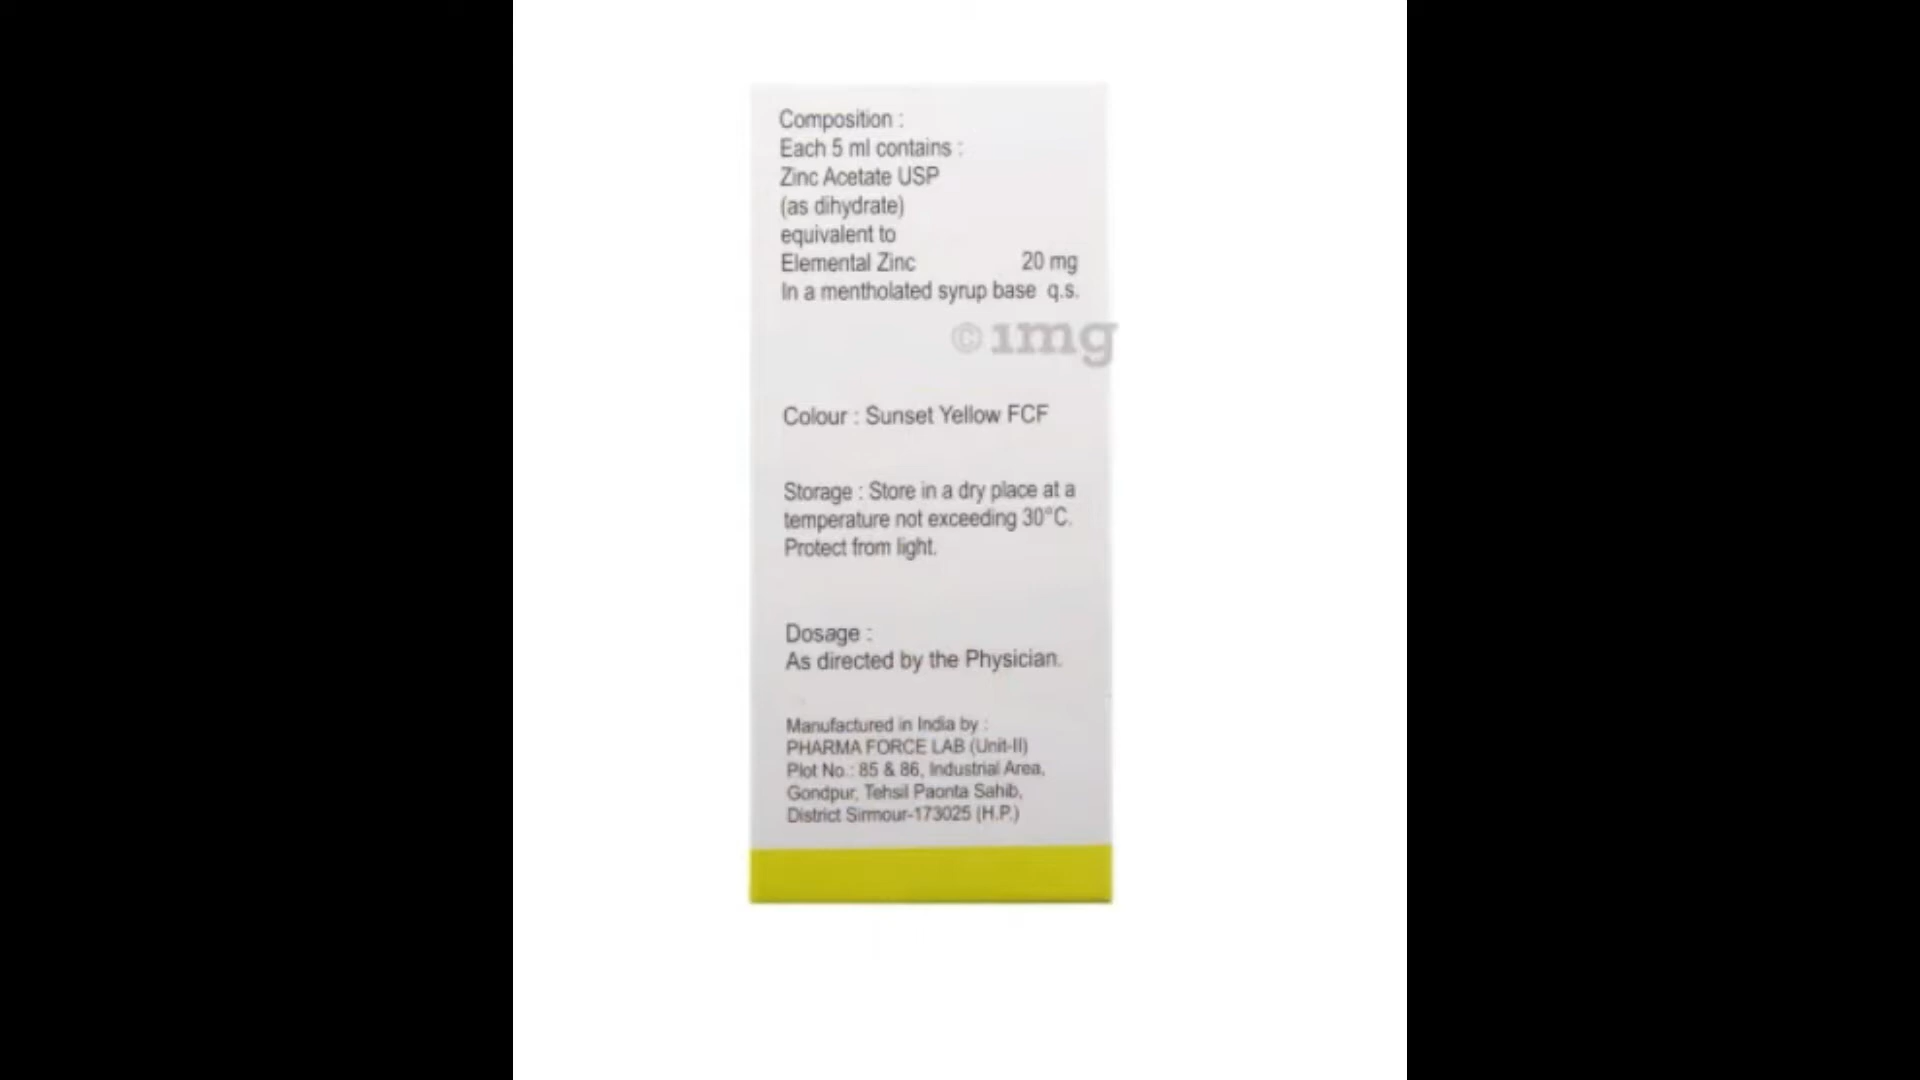 Composition :
Each 5 ml contains :
Zinc Acetate USP
(as dihydrate)
equivalent to
Elemental Zinc 20 mg
In a mentholated syrup base q.s.
© 1mg
Colour : Sunset Yellow FCF
Storage : Store in a dry place at a
temperature not exceeding 30°C.
Protect from light.
Dosage :
As directed by the Physician.
Manufactured in India by :
PHARMA FORCE LAB (Unit-II)
Plot No.: 85 & 86, Industrial Area,
Gondpur, Tehsil Paonta Sahib,
District Sirmour-173025 (H.P.)